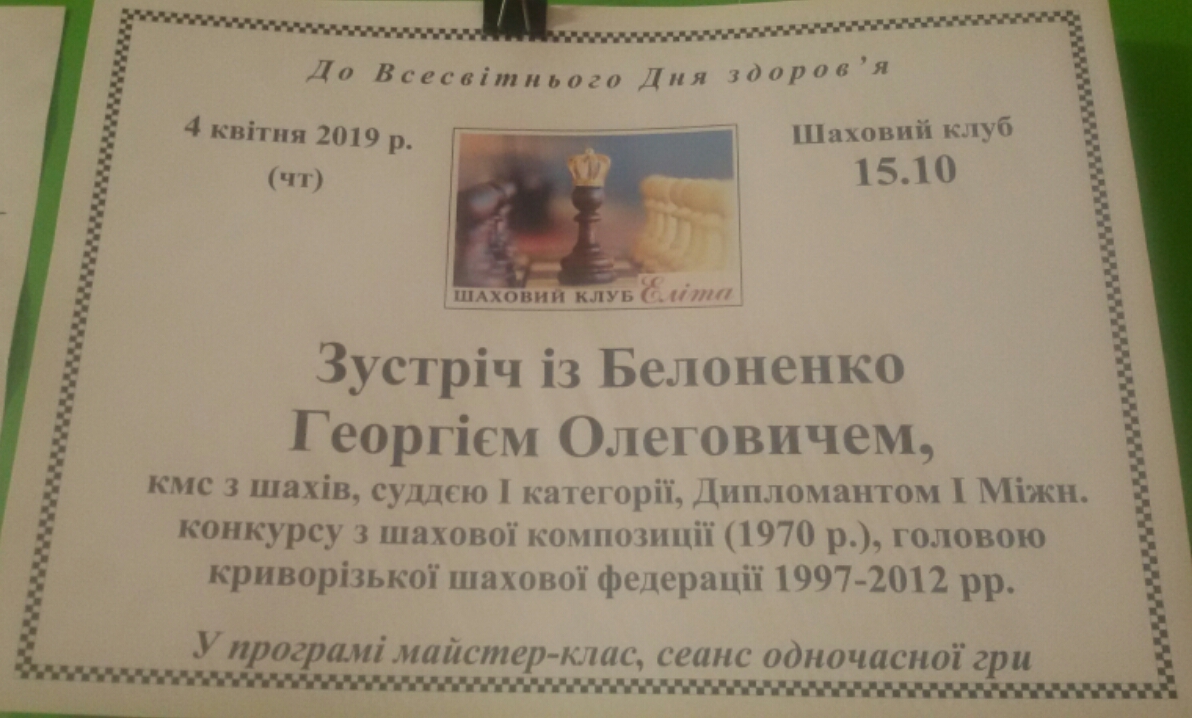 До Всесвітнього Дня здоров’я
4 квітня 2019 р.
(чт)
Шаховий клуб
15.10
ШАХОВИЙ КЛУБ Еліта
Зустріч із Белоненко
Георгієм Олеговичем,
кмс з шахів, суддею І категорії, Дипломантом І Міжн.
конкурсу з шахової композиції (1970 р.), головою
криворізької шахової федерації 1997-2012 рр.
У програмі майстер-клас, сеанс одночасної гри